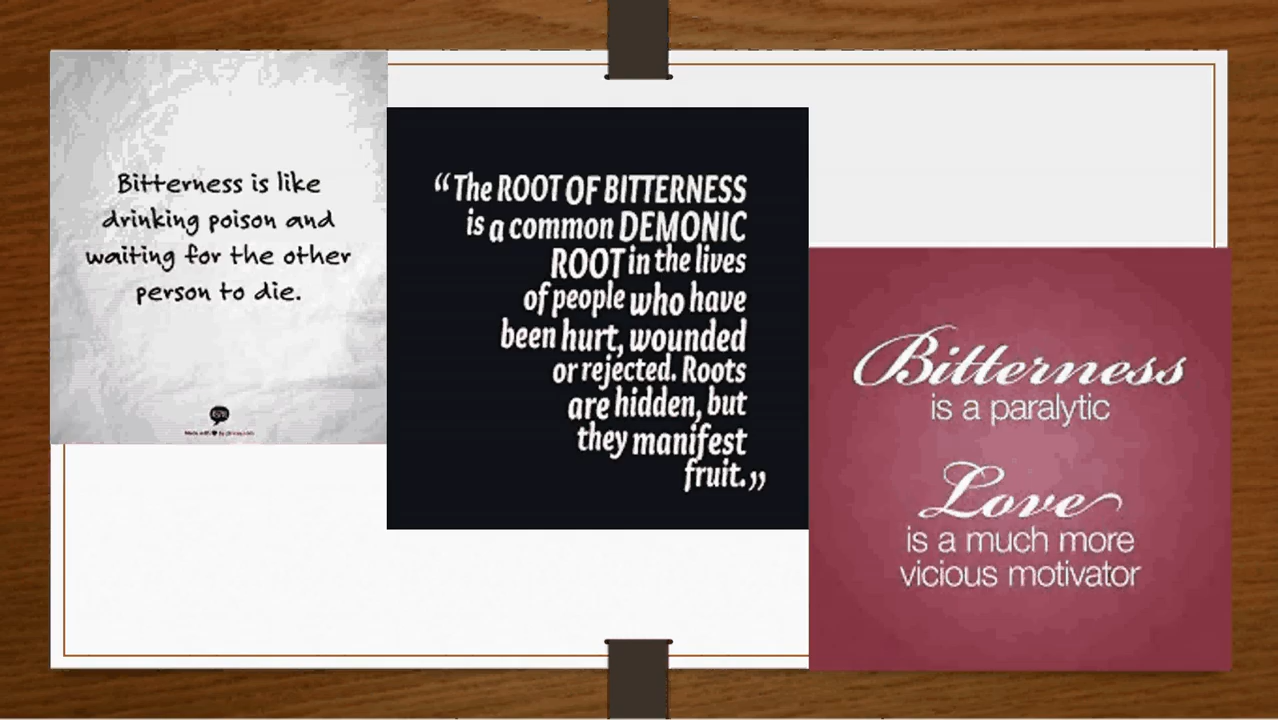 Bitterness is like
drinking poison and
waiting for the other
person to die.
“The ROOT OF BITTERNESS
is a common DEMONIC
ROOT in the lives
of people who have
been hurt, wounded
or rejected. Roots
are hidden, but
they manifest
fruit.”
Bitterness
is a paralytic
Love
is a much more
vicious motivator